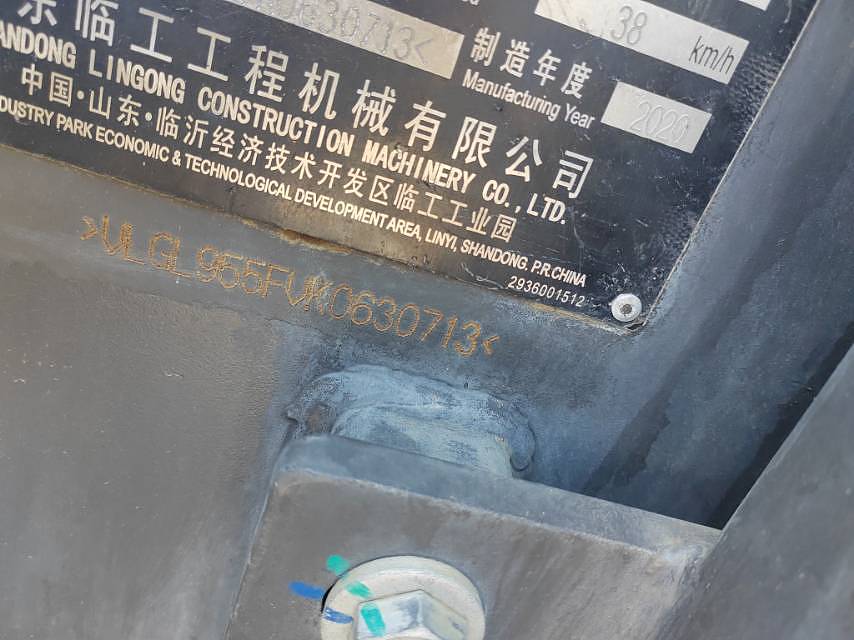 38 km/h
0630713<
制造年度
Manufacturing Year 2020
东临工工程机械有限公司
ANDONG LINGONG CONSTRUCTION MACHINERY CO., LTD.
中国·山东·临沂经济技术开发区临工工业园
DUSTRY PARK ECONOMIC & TECHNOLOGICAL DEVELOPMENT AREA, LINYI, SHANDONG. P.R.CHINA
2936001512
>VLGL955FVK0630713<